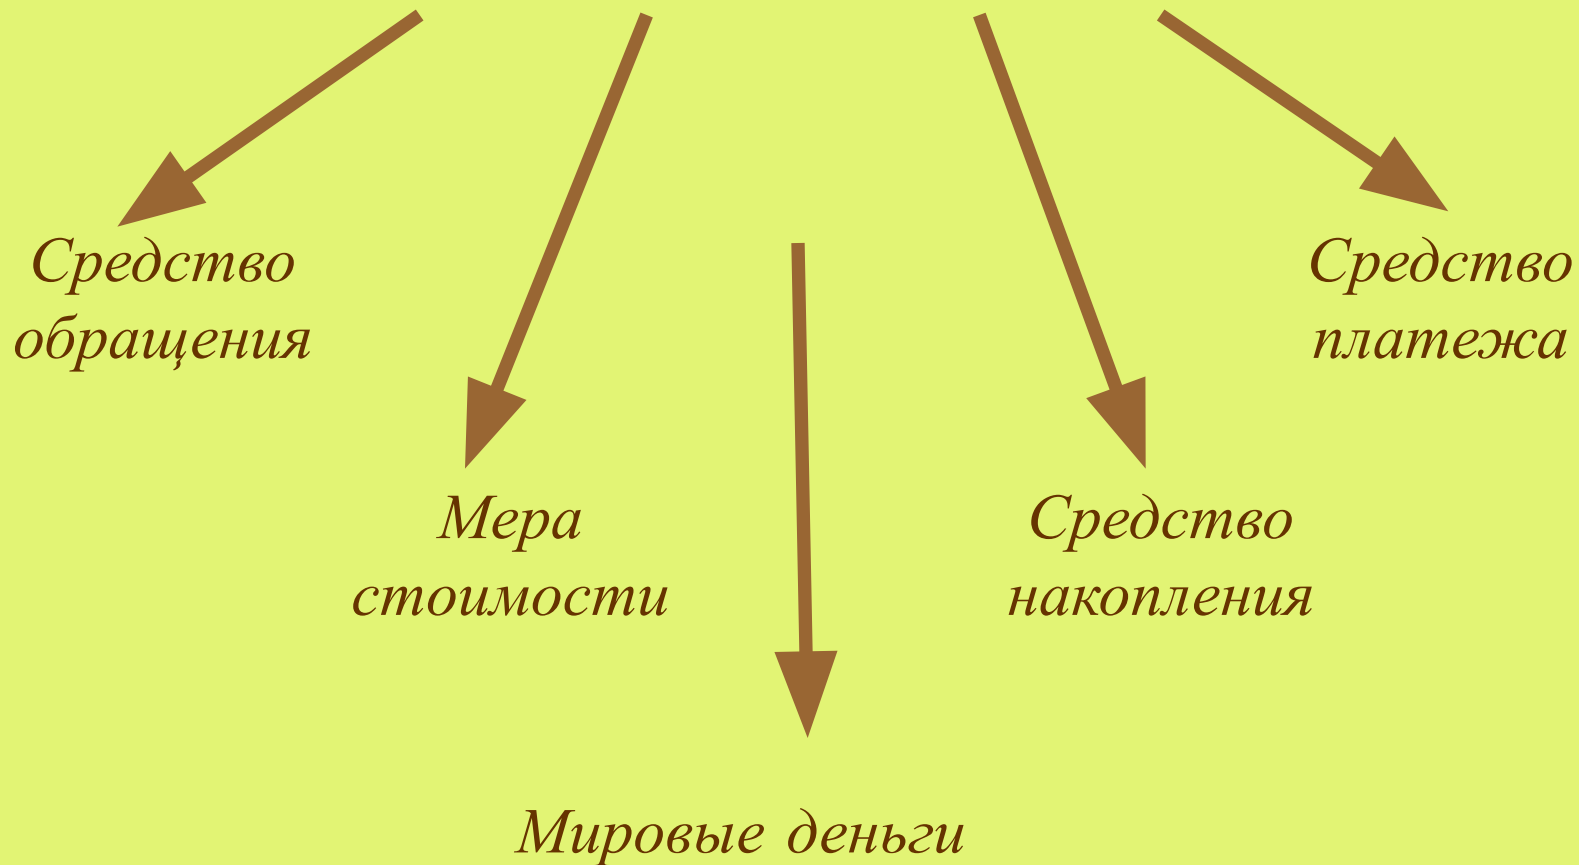 Средство
обращения
Средство
платежа
Мера
стоимости
Средство
накопления
Мировые деньги